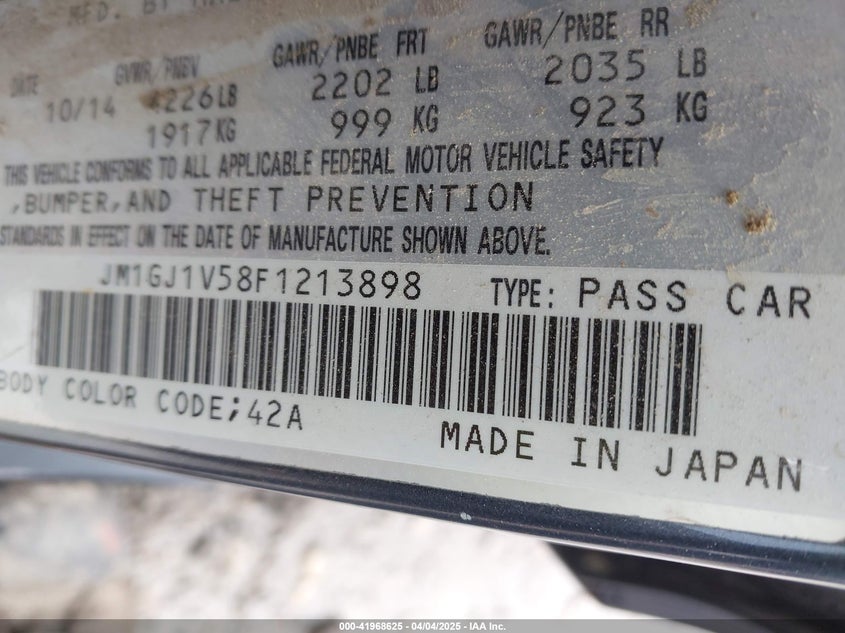 MFD. BY
GAWR/PNBE FRT GAWR/PNBE RR
DATE GVWR/PNBV 2202 LB 2035 LB
10/14 4226LB 999 KG 923 KG
1917KG
THIS VEHICLE CONFORMS TO ALL APPLICABLE FEDERAL MOTOR VEHICLE SAFETY
,BUMPER,AND THEFT PREVENTION
STANDARDS IN EFFECT ON THE DATE OF MANUFACTURE SHOWN ABOVE.
JM1GJ1V58F1213898 TYPE: PASS CAR
BODY COLOR CODE;42A
MADE IN JAPAN
000-41968625 | 04/04/2025 - IAA Inc.